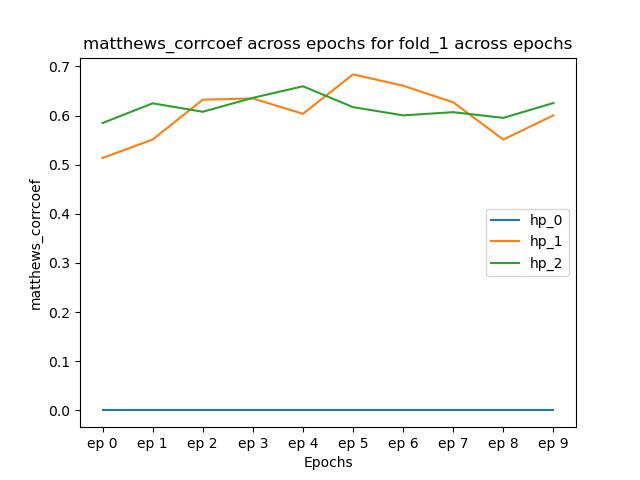 matthews_corrcoef across epochs for fold_1 across epochs
matthews_corrcoef
0.7
0.6
0.5
0.4
0.3
0.2
0.1
0.0
hp_0
hp_1
hp_2
ep 0 ep 1 ep 2 ep 3 ep 4 ep 5 ep 6 ep 7 ep 8 ep 9
Epochs